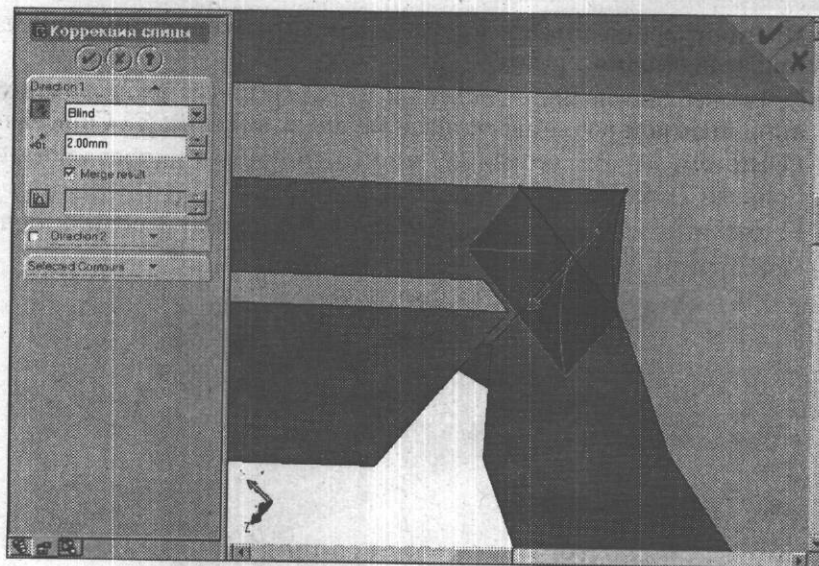 Коррекция спицы
Direction 1
Blind
2.00mm
Merge result
Direction 2
Selected Contours
Z